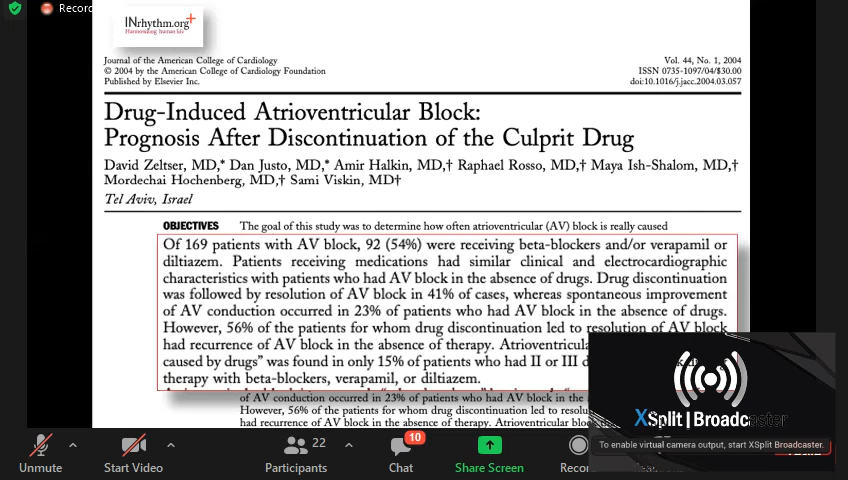 Recor
INrhythm.org
Harmonising human life
Journal of the American College of Cardiology
© 2004 by the American College of Cardiology Foundation
Published by Elsevier Inc.
Vol. 44, No. 1, 2004
ISSN 0735-1097/04/$30.00
doi:10.1016/j.jacc.2004.03.057
Drug-Induced Atrioventricular Block:
Prognosis After Discontinuation of the Culprit Drug
David Zeltser, MD,* Dan Justo, MD,* Amir Halkin, MD,† Raphael Rosso, MD,† Maya Ish-Shalom, MD,†
Mordechai Hochenberg, MD,† Sami Viskin, MD†
Tel Aviv, Israel
OBJECTIVES The goal of this study was to determine how often atrioventricular (AV) block is really caused
Of 169 patients with AV block, 92 (54%) were receiving beta-blockers and/or verapamil or
diltiazem. Patients receiving medications had similar clinical and electrocardiographic
characteristics with patients who had AV block in the absence of drugs. Drug discontinuation
was followed by resolution of AV block in 41% of cases, whereas spontaneous improvement
of AV conduction occurred in 23% of patients who had AV block in the absence of drugs.
However, 56% of the patients for whom drug discontinuation led to resolution of AV block
had recurrence of AV block in the absence of therapy. Atrioventricula
caused by drugs” was found in only 15% of patients who had II or III d
therapy with beta-blockers, verapamil, or diltiazem.
of AV conduction occurred in 23% of patients who had AV block in the
However, 56% of the patients for whom drug discontinuation led to resolu
had recurrence of AV block in the absence of therapy. Atrioventricular bloc
XSplit | Broadcaster
To enable virtual camera output, start XSplit Broadcaster.
22
10
Unmute
Start Video
Participants
Chat
Share Screen
Recor